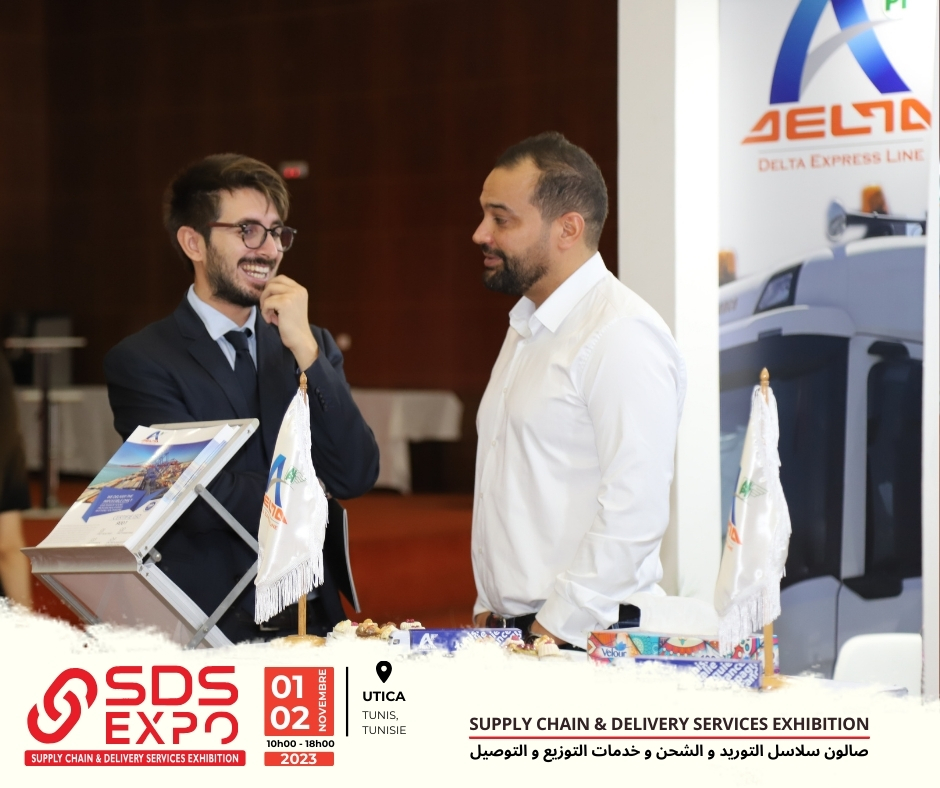 DELTA
DELTA EXPRESS LINE
Velour
SDS
EXPO
SUPPLY CHAIN & DELIVERY SERVICES EXHIBITION
01
02
NOVEMBRE
10h00 - 18h00
2023
UTICA
TUNIS,
TUNISIE
SUPPLY CHAIN & DELIVERY SERVICES EXHIBITION
صالون سلاسل التوريد و الشحن و خدمات التوزيع و التوصيل